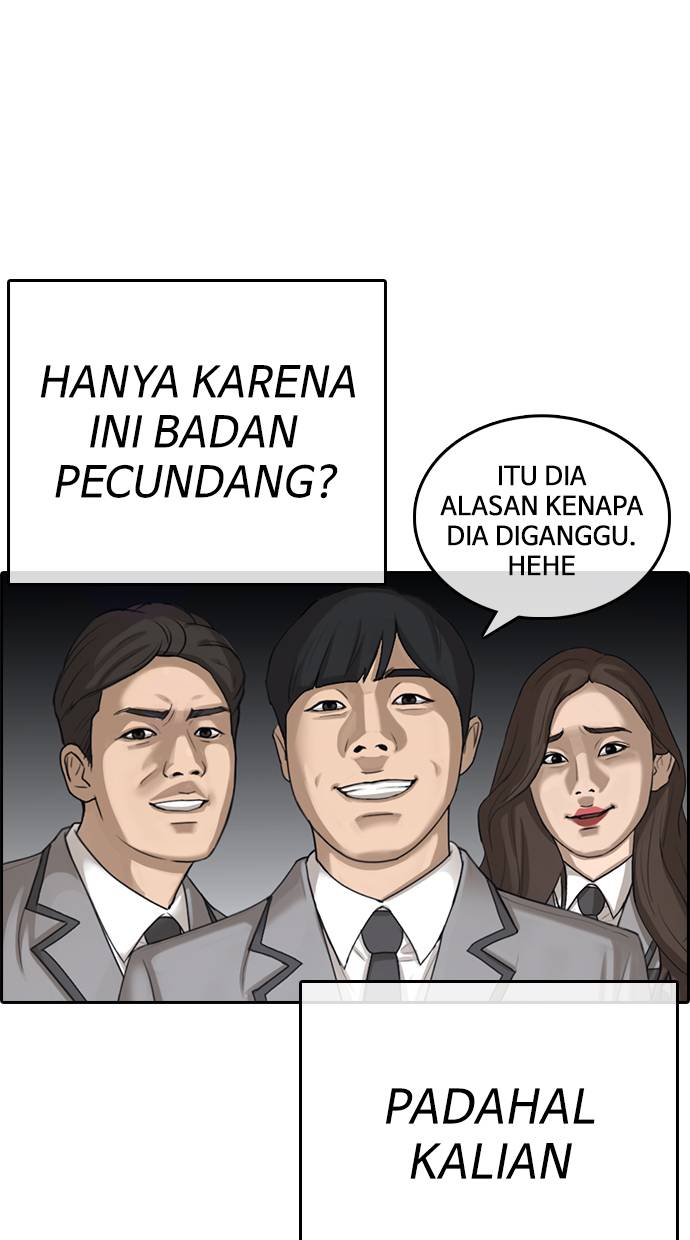 HANYA KARENA
INI BADAN
PECUNDANG?
ITU DIA
ALASAN KENAPA
DIA DIGANGGU.
HEHE
PADAHAL
KALIAN